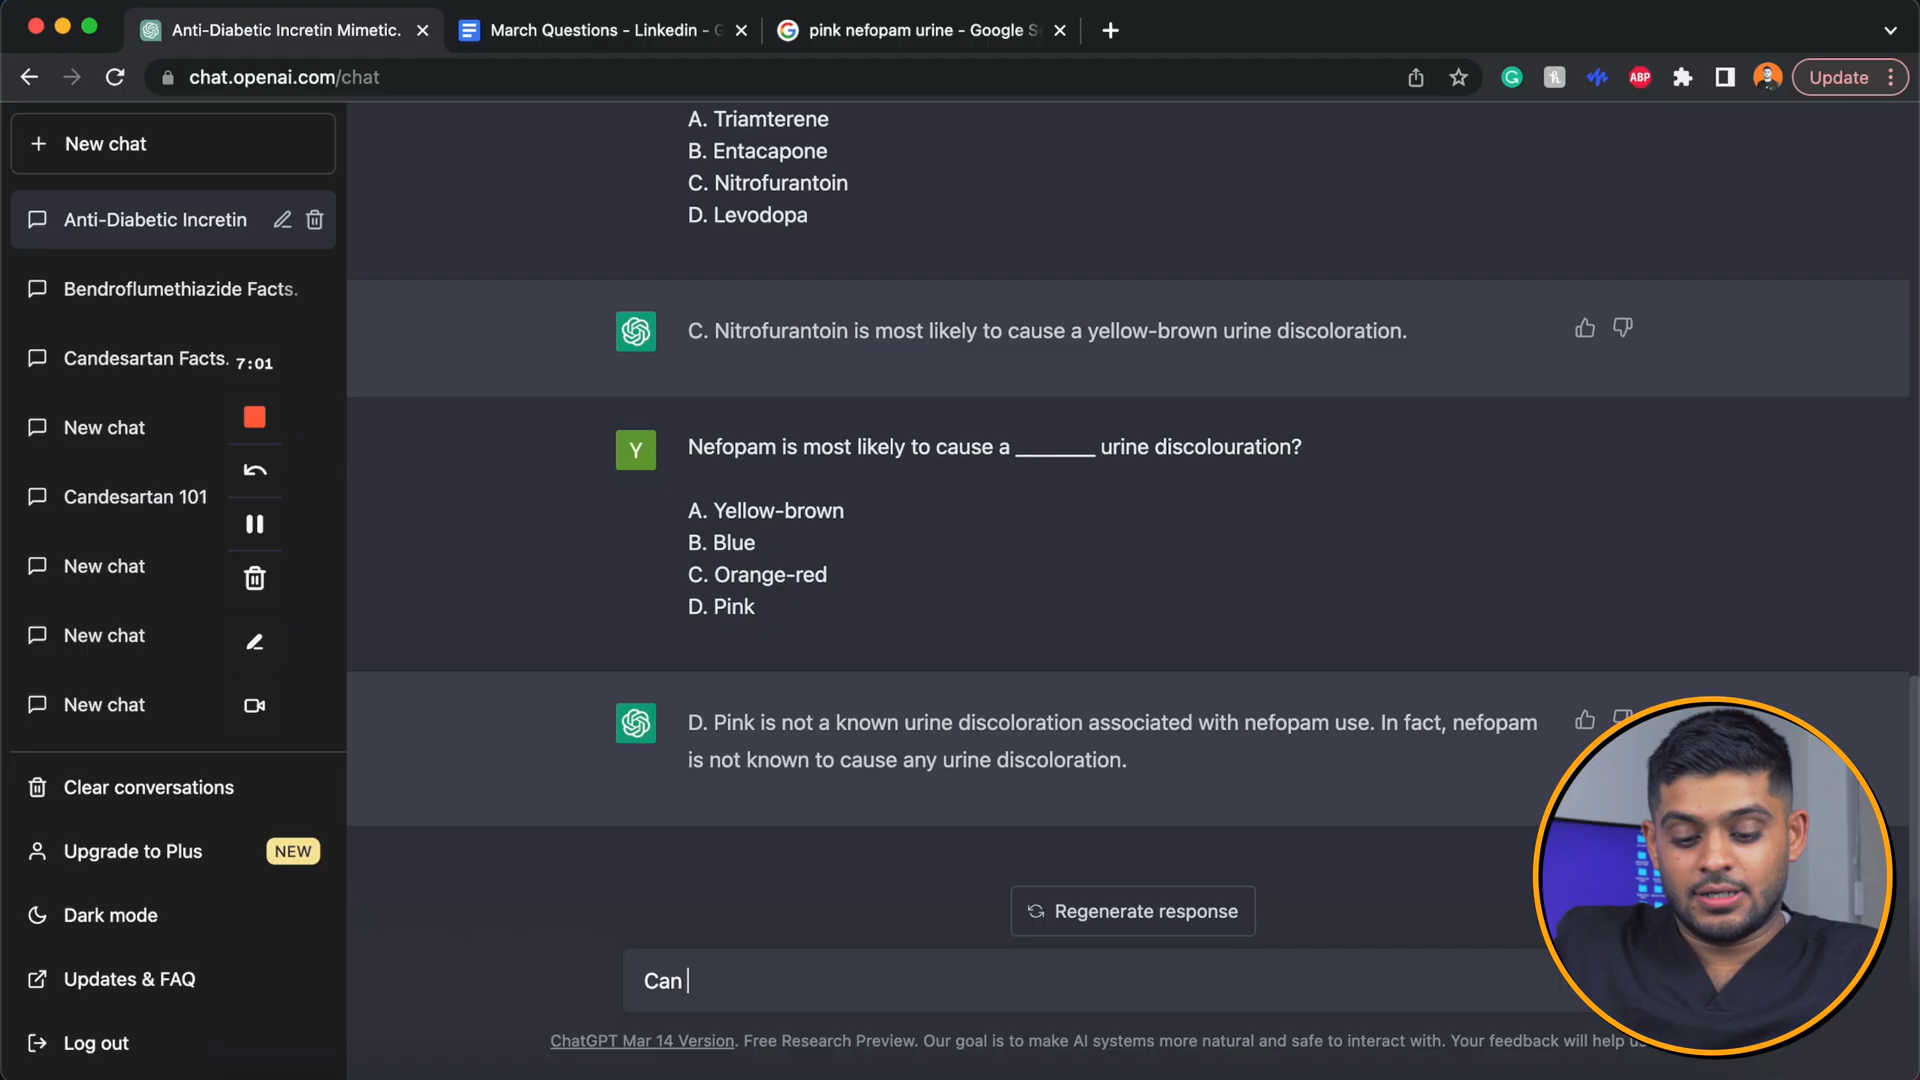 Anti-Diabetic Incretin Mimetic.
March Questions - Linkedin - G
pink nefopam urine - Google S
chat.openai.com/chat
ABP
Update
New chat
Anti-Diabetic Incretin
Bendroflumethiazide Facts.
Candesartan Facts.
7:01
New chat
Candesartan 101
New chat
New chat
New chat
Clear conversations
Upgrade to Plus
NEW
Dark mode
Updates & FAQ
Log out
A. Triamterene
B. Entacapone
C. Nitrofurantoin
D. Levodopa
C. Nitrofurantoin is most likely to cause a yellow-brown urine discoloration.
Y
Nefopam is most likely to cause a ________ urine discolouration?
A. Yellow-brown
B. Blue
C. Orange-red
D. Pink
D. Pink is not a known urine discoloration associated with nefopam use. In fact, nefopam
is not known to cause any urine discoloration.
Regenerate response
Can
ChatGPT Mar 14 Version. Free Research Preview. Our goal is to make AI systems more natural and safe to interact with. Your feedback will help us